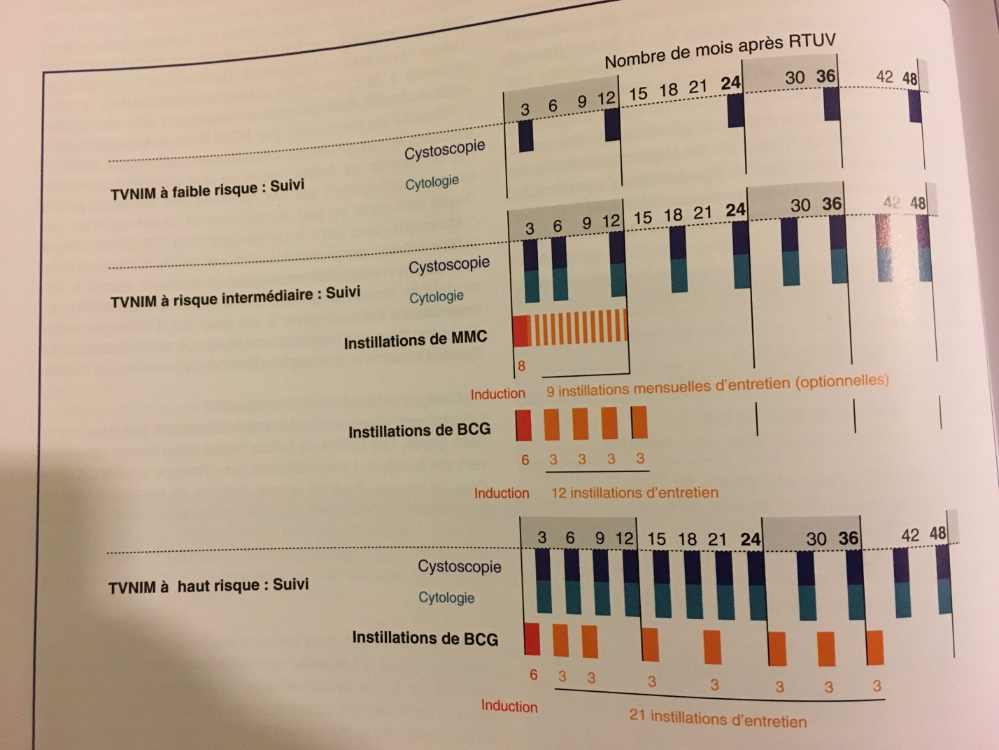 Nombre de mois après RTUV
3 6 9 12 15 18 21 24 30 36 42 48
Cystoscopie
TVNIM à faible risque : Suivi Cytologie
3 6 9 12 15 18 21 24 30 36 42 48
Cystoscopie
TVNIM à risque intermédiaire : Suivi Cytologie
Instillations de MMC
8
Induction 9 instillations mensuelles d'entretien (optionnelles)
Instillations de BCG
6 3 3 3 3
Induction 12 instillations d'entretien
3 6 9 12 15 18 21 24 30 36 42 48
Cystoscopie
TVNIM à haut risque : Suivi
Cytologie
Instillations de BCG
6 3 3 3 3 3 3 3
Induction 21 instillations d'entretien